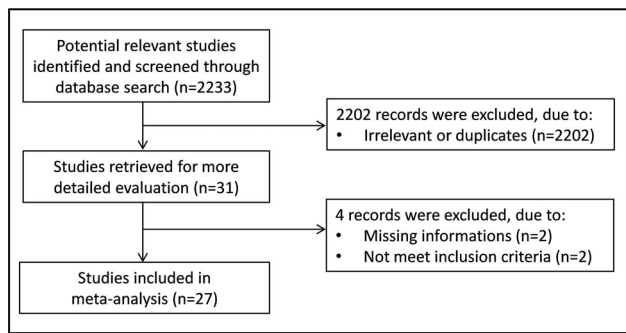 Potential relevant studies
identified and screened through
database search (n=2233)
2202 records were excluded, due to:
• Irrelevant or duplicates (n=2202)
Studies retrieved for more
detailed evaluation (n=31)
4 records were excluded, due to:
• Missing informations (n=2)
• Not meet inclusion criteria (n=2)
Studies included in
meta-analysis (n=27)